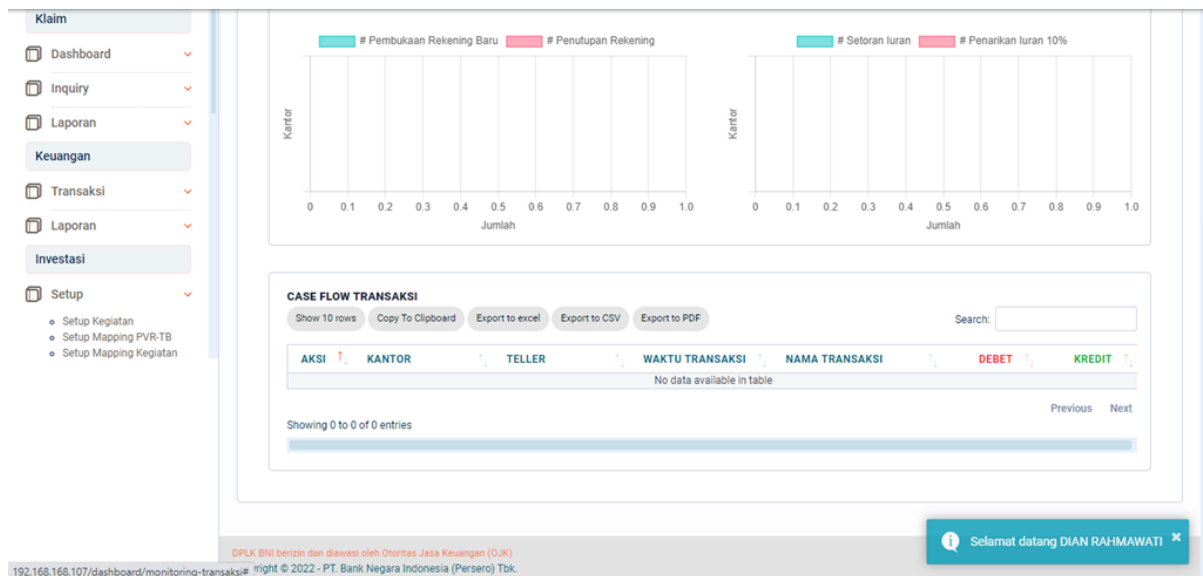 Klaim
Dashboard
Inquiry
Laporan
Keuangan
Transaksi
Laporan
Investasi
Setup
Setup Kegiatan
Setup Mapping PVR-TB
Setup Mapping Kegiatan
# Pembukaan Rekening Baru # Penutupan Rekening
Kantor
0 0.1 0.2 0.3 0.4 0.5 0.6 0.7 0.8 0.9 1.0
Jumlah
# Setoran Iuran # Penarikan Iuran 10%
Kantor
0 0.1 0.2 0.3 0.4 0.5 0.6 0.7 0.8 0.9 1.0
Jumlah
CASE FLOW TRANSAKSI
Show 10 rows Copy To Clipboard Export to excel Export to CSV Export to PDF Search:
AKSI KANTOR TELLER WAKTU TRANSAKSI NAMA TRANSAKSI DEBET KREDIT
No data available in table
Previous Next
Showing 0 to 0 of 0 entries
Selamat datang DIAN RAHMAWATI ×
DPLK BNI berizin dan diawasi oleh Otoritas Jasa Keuangan (OJK)
192.168.168.107/dashboard/monitoring-transaksi# right © 2022 - PT. Bank Negara Indonesia (Persero) Tbk.